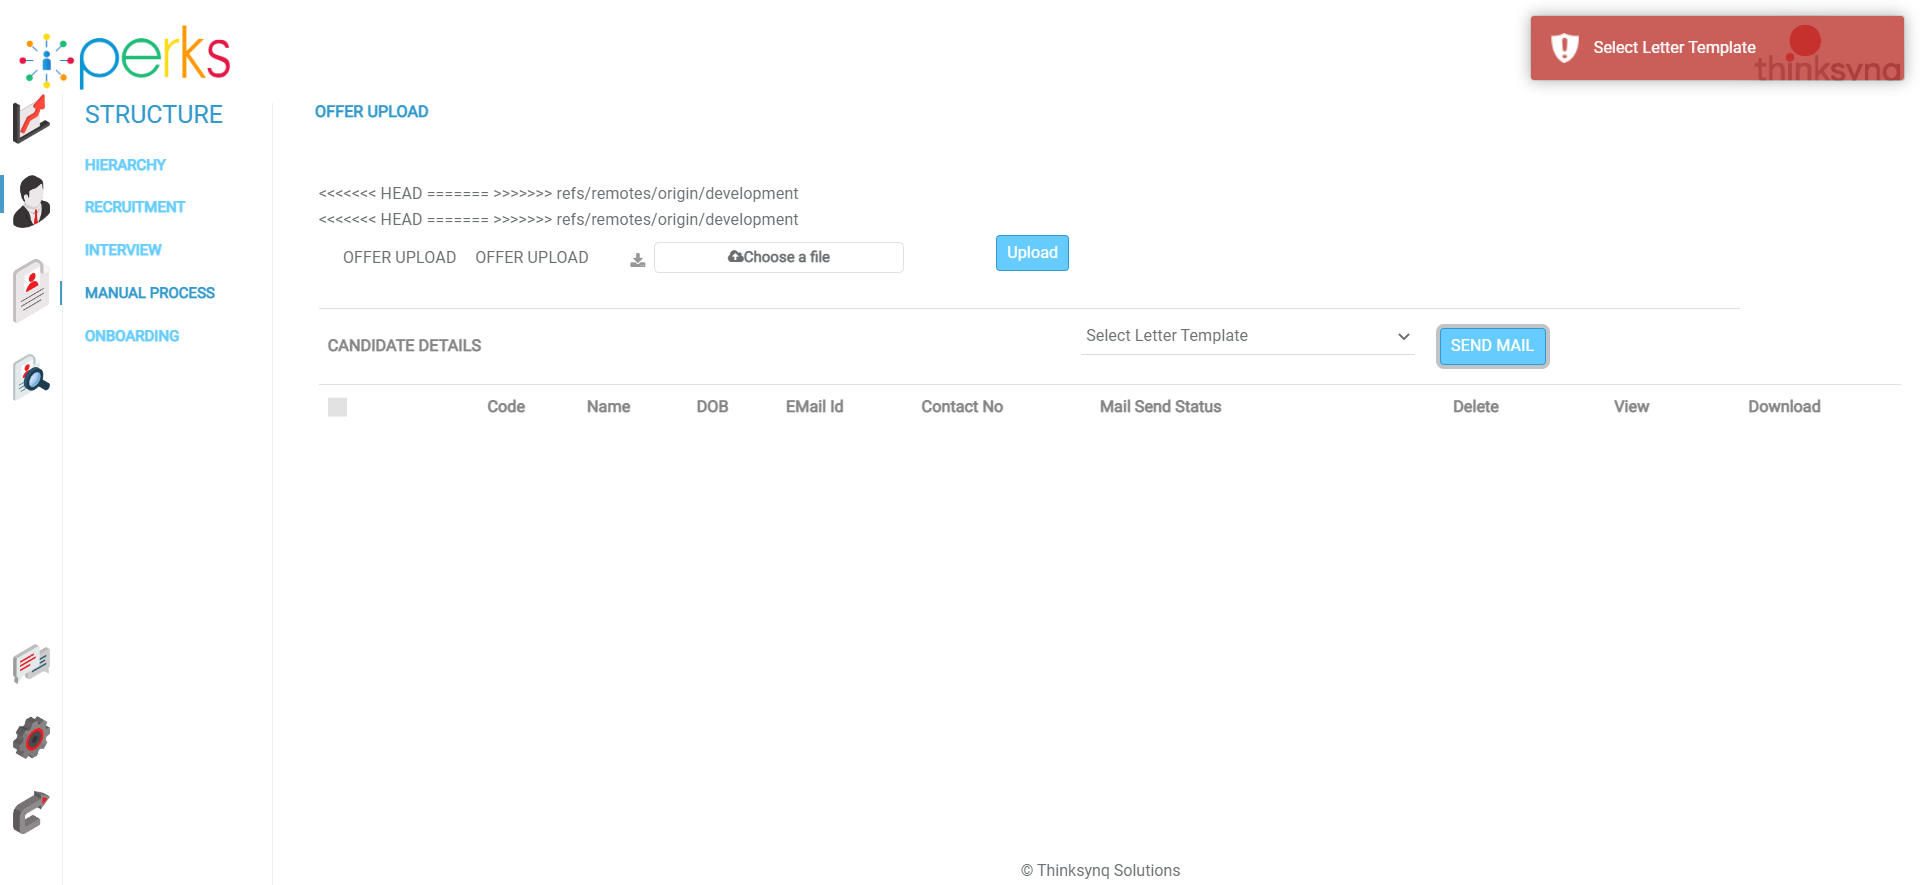 perks
Select Letter Template
thinksynq
STRUCTURE
OFFER UPLOAD
HIERARCHY
RECRUITMENT
INTERVIEW
MANUAL PROCESS
ONBOARDING
<<<<<<< HEAD ======= >>>>>>> refs/remotes/origin/development
<<<<<<< HEAD ======= >>>>>>> refs/remotes/origin/development
OFFER UPLOAD OFFER UPLOAD Choose a file Upload
CANDIDATE DETAILS Select Letter Template SEND MAIL
Code Name DOB EMail Id Contact No Mail Send Status Delete View Download
© Thinksynq Solutions